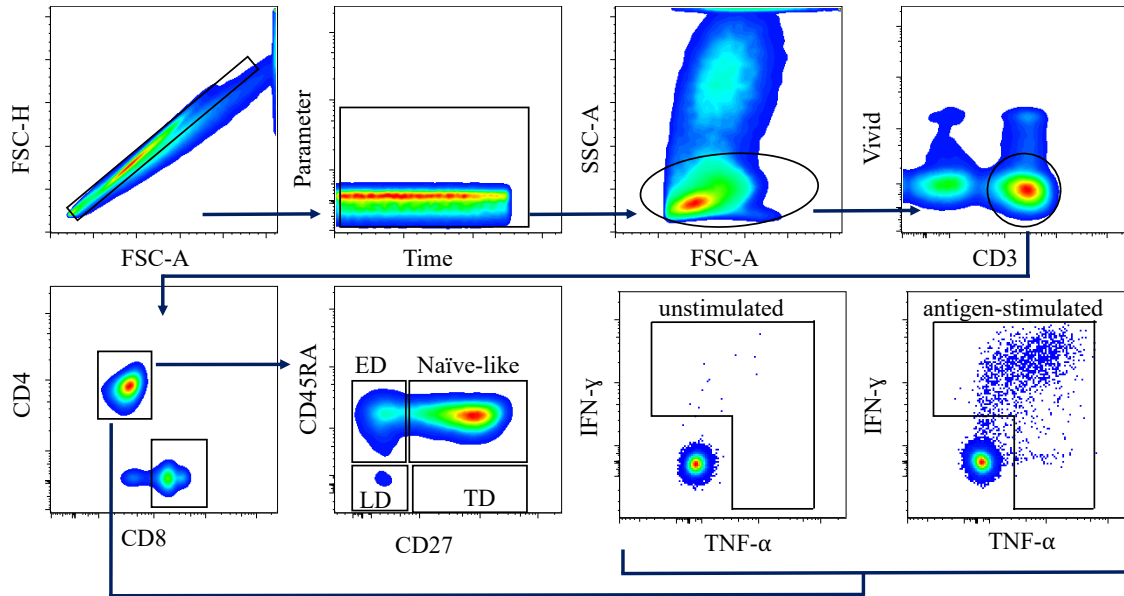 FSC-H
FSC-A
Parameter
Time
SSC-A
FSC-A
Vivid
CD3
CD4
CD8
CD45RA
ED
Naïve-like
LD
TD
CD27
unstimulated
IFN-ɣ
TNF-α
antigen-stimulated
IFN-ɣ
TNF-α